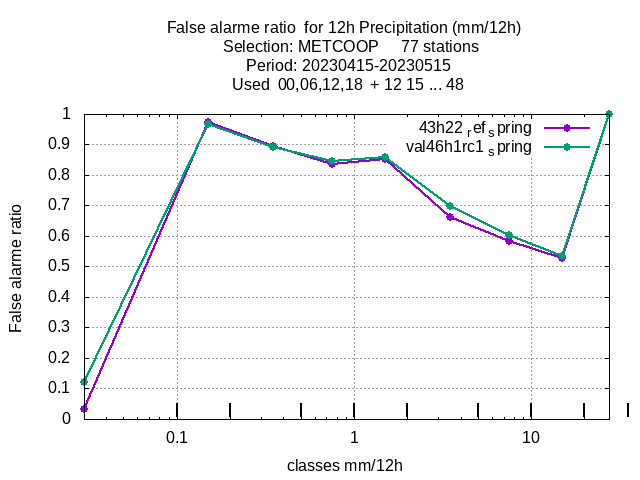 False alarme ratio for 12h Precipitation (mm/12h)
Selection: METCOOP 77 stations
Period: 20230415-20230515
Used 00,06,12,18 + 12 15 ... 48
43h22 ref spring
val46h1rc1 spring
1
0.9
0.8
0.7
0.6
0.5
0.4
0.3
0.2
0.1
0
False alarme ratio
0.1 1 10
classes mm/12h